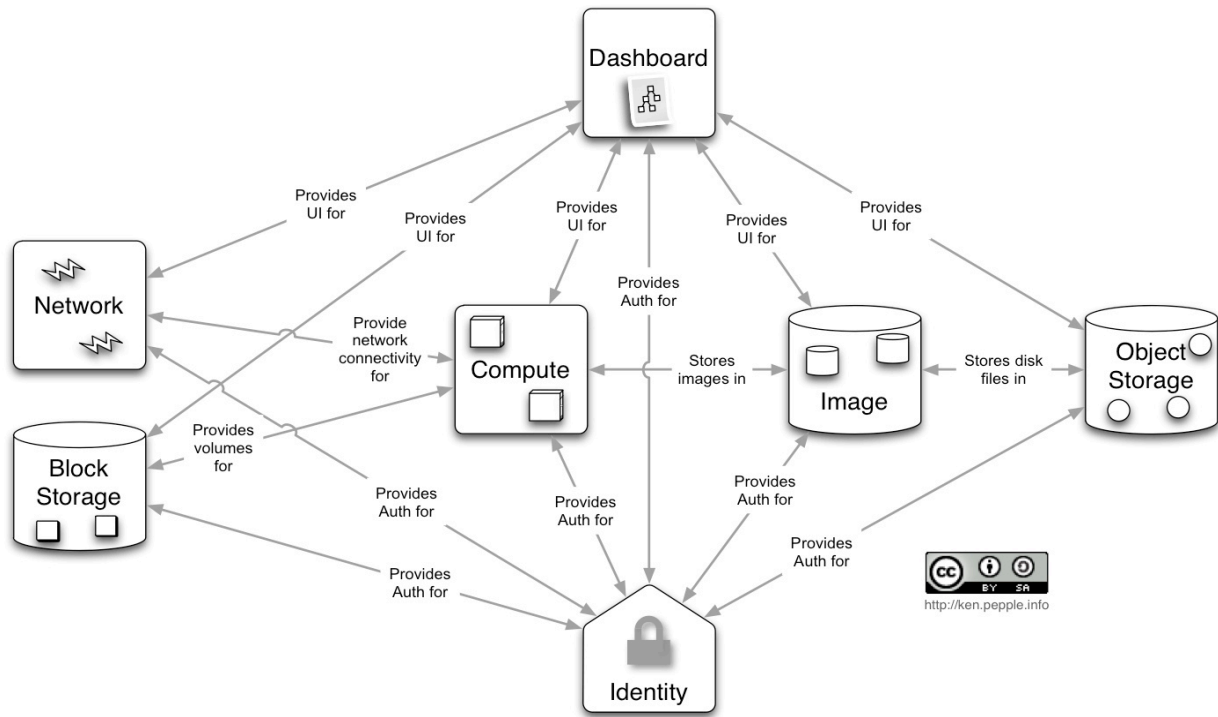 Dashboard
Provides
UI for
Provides
UI for
Provides
UI for
Provides
UI for
Provides
UI for
Provides
Auth for
Network
Provide
network
connectivity
for
Compute
Stores
images in
Image
Stores disk
files in
Object
Storage
Provides
volumes
for
Block
Storage
Provides
Auth for
Provides
Auth for
Provides
Auth for
Provides
Auth for
Provides
Auth for
Identity
cc
BY SA
http://ken.pepple.info